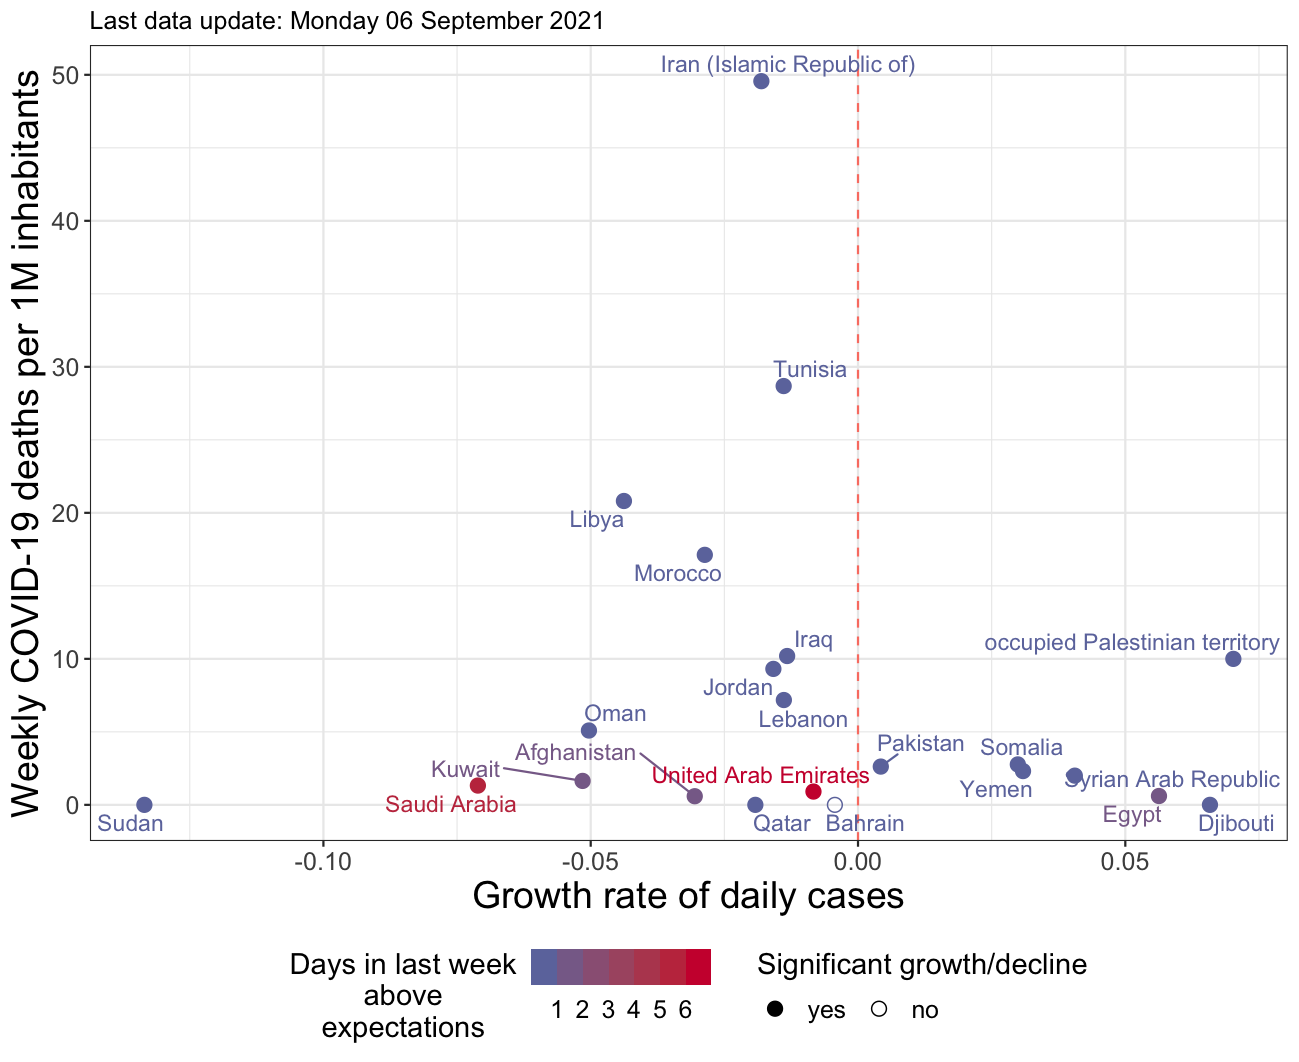 Last data update: Monday 06 September 2021
Weekly COVID-19 deaths per 1M inhabitants
50
40
30
20
10
0
Iran (Islamic Republic of)
Tunisia
Libya
Morocco
Iraq
occupied Palestinian territory
Jordan
Oman
Lebanon
Pakistan
Somalia
Afghanistan
Kuwait
United Arab Emirates
Syrian Arab Republic
Yemen
Saudi Arabia
Egypt
Sudan
Qatar
Bahrain
Djibouti
-0.10 -0.05 0.00 0.05
Growth rate of daily cases
Days in last week
above
expectations
1 2 3 4 5 6
Significant growth/decline
yes no